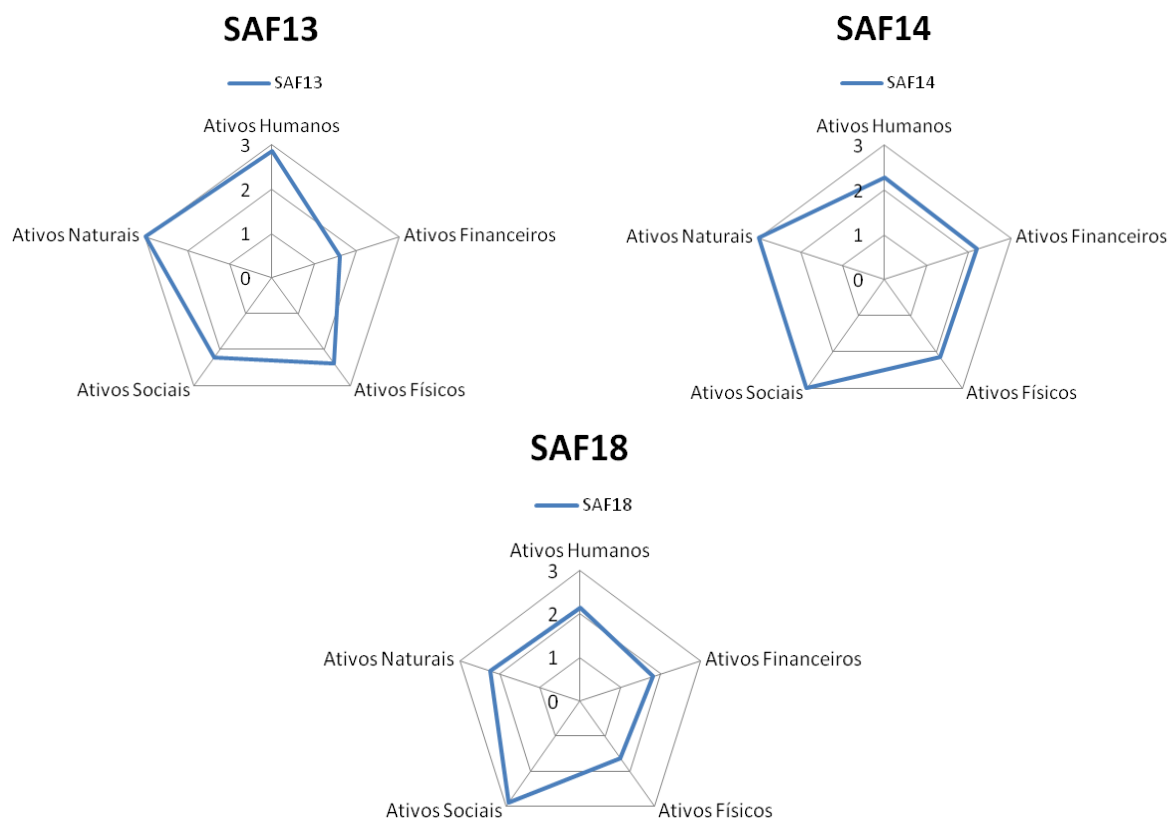 SAF13
SAF13
Ativos Humanos
3
2
1
0
Ativos Naturais
Ativos Financeiros
Ativos Sociais
Ativos Físicos
SAF14
SAF14
Ativos Humanos
3
2
1
0
Ativos Naturais
Ativos Financeiros
Ativos Sociais
Ativos Físicos
SAF18
SAF18
Ativos Humanos
3
2
1
0
Ativos Naturais
Ativos Financeiros
Ativos Sociais
Ativos Físicos